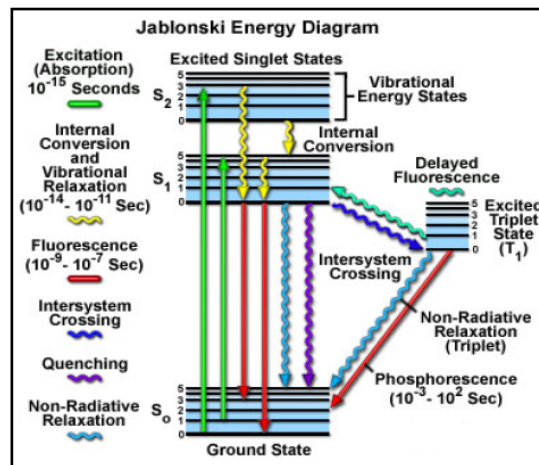 Jablonski Energy Diagram
Excitation
(Absorption)
10-15 Seconds
Internal
Conversion
and
Vibrational
Relaxation
(10-14 - 10-11 Sec)
Fluorescence
(10-9 - 10-7 Sec)
Intersystem
Crossing
Quenching
Non-Radiative
Relaxation
Excited Singlet States
S2
5
4
3
2
1
0
Vibrational
Energy States
Internal
Conversion
S1
5
4
3
2
1
0
Delayed
Fluorescence
5
4
3
2
1
0
Excited
Triplet
State
(T1)
Intersystem
Crossing
Non-Radiative
Relaxation
(Triplet)
Phosphorescence
(10-3 - 102 Sec)
So
5
4
3
2
1
0
Ground State